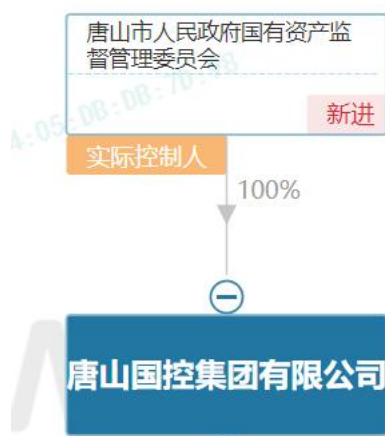 唐山市人民政府国有资产监
督管理委员会
新进
实际控制人
100%
唐山国控集团有限公司